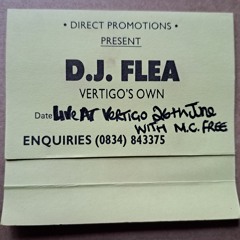 • DIRECT PROMOTIONS •
PRESENT
D.J. FLEA
VERTIGO'S OWN
Date LIVE AT VERTIGO 26TH JUNE
WITH M.C. FREE
ENQUIRIES (0834) 843375